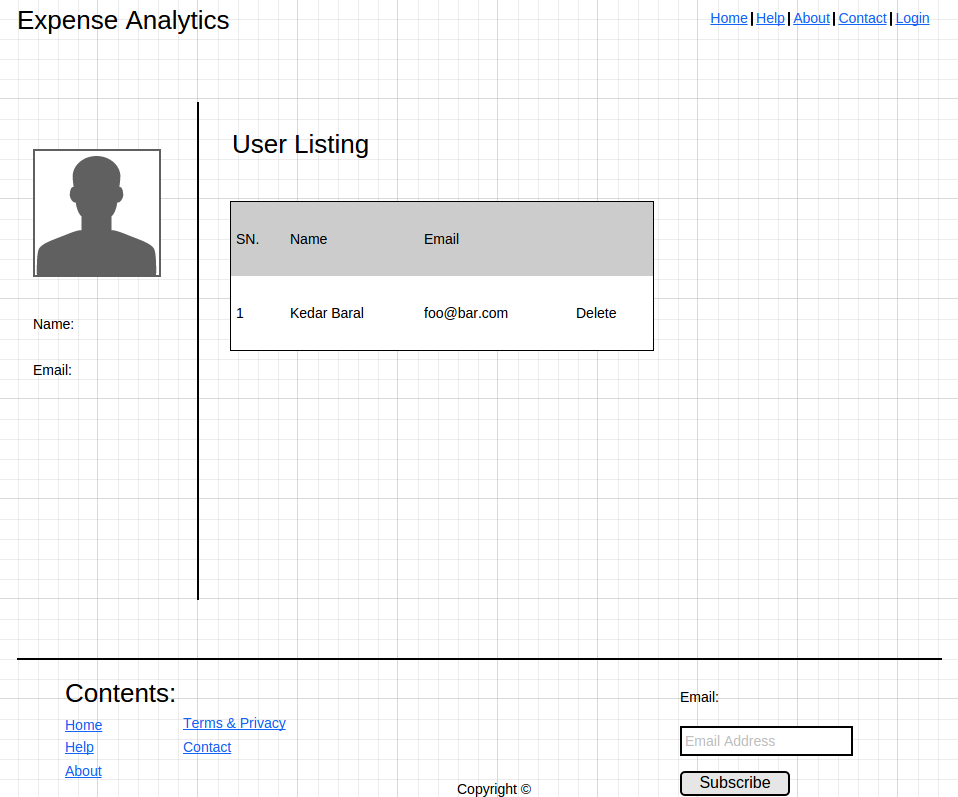 Expense Analytics
Home | Help | About | Contact | Login
User Listing
SN. Name Email
1 Kedar Baral foo@bar.com Delete
Name:
Email:
Contents:
Home
Help
About
Terms & Privacy
Contact
Email:
Email Address
Subscribe
Copyright ©